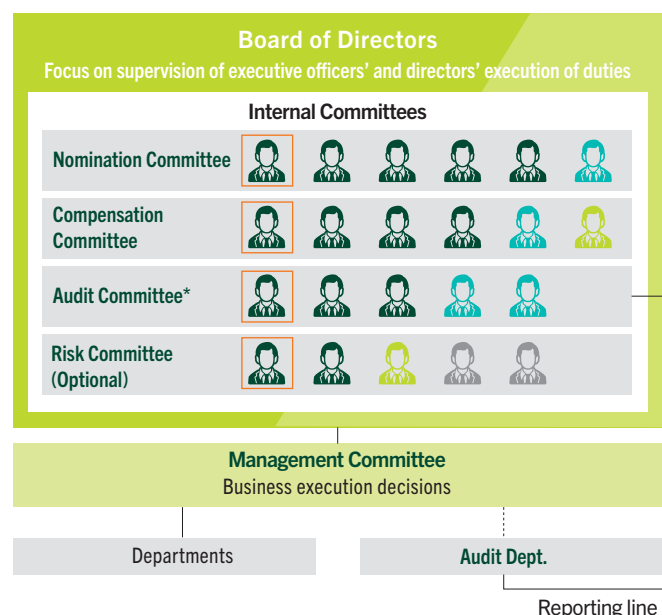 Board of Directors
Focus on supervision of executive officers' and directors' execution of duties
Internal Committees
Nomination Committee
Compensation
Committee
Audit Committee*
Risk Committee
(Optional)
Management Committee
Business execution decisions
Departments
Audit Dept.
Reporting line